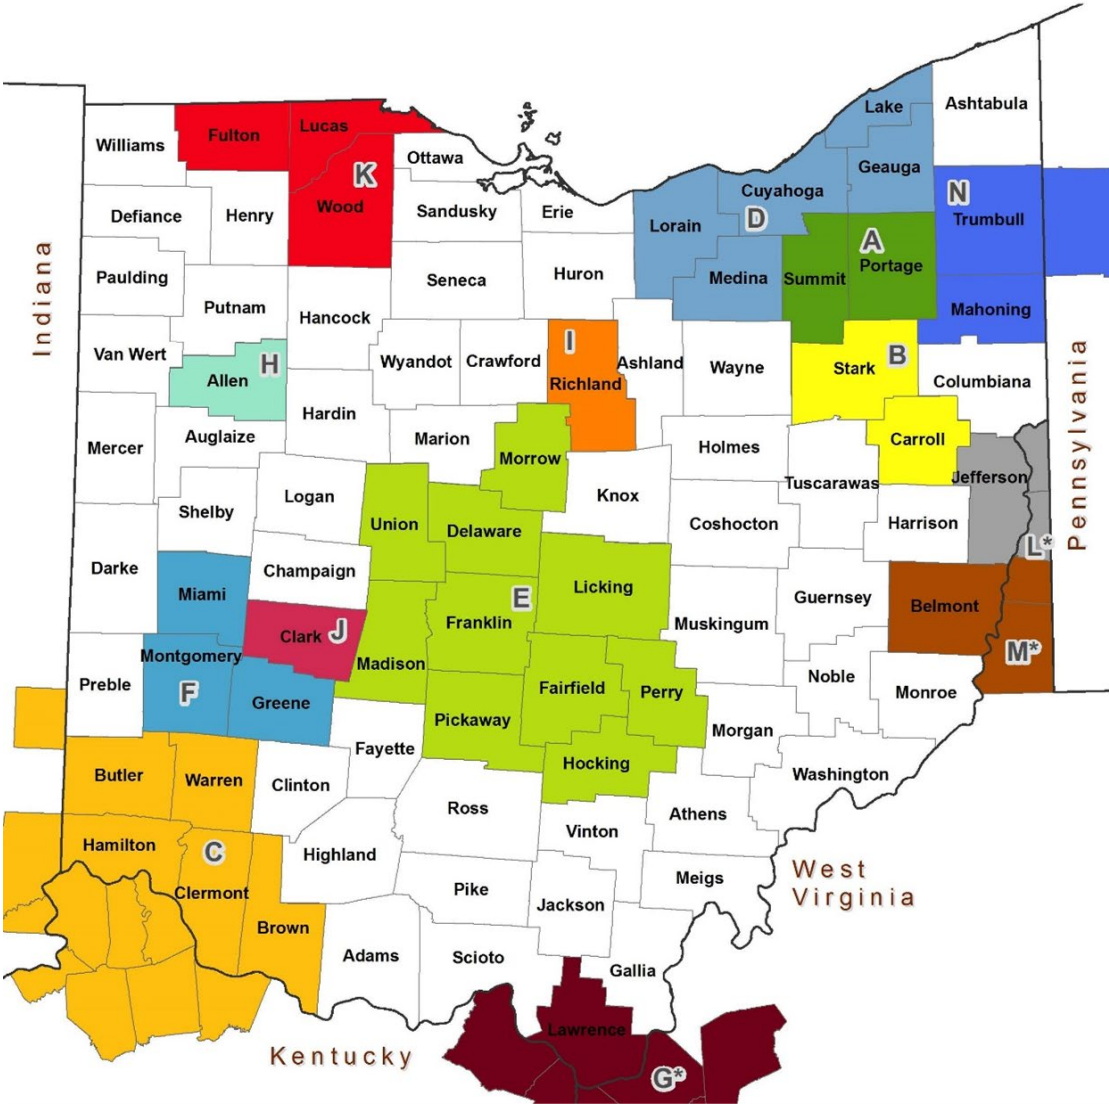 Lake
Ashtabula
Fulton
Lucas
Williams
Ottawa
Geauga
K
Cuyahoga
N
Wood
Defiance
Henry
Sandusky
Erie
D
Trumbull
Lorain
A
Portage
Paulding
Seneca
Huron
Medina
Summit
Putnam
Mahoning
Hancock
Indiana
Van Wert
I
B
H
Wyandot
Crawford
Ashland
Wayne
Stark
Allen
Richland
Columbiana
Hardin
Pennsylvania
Auglaize
Marion
Carroll
Mercer
Morrow
Holmes
Jefferson
Tuscarawas
Logan
Knox
Shelby
Union
Delaware
Coshocton
Harrison
L*
Darke
Champaign
Miami
Licking
E
Guernsey
Belmont
Clark
J
Franklin
Muskingum
Montgomery
Madison
M*
Preble
F
Fairfield
Perry
Noble
Monroe
Greene
Pickaway
Morgan
Fayette
Hocking
Butler
Warren
Clinton
Washington
Ross
Athens
Vinton
Hamilton
C
Highland
West
Virginia
Clermont
Pike
Meigs
Jackson
Brown
Adams
Scioto
Gallia
Lawrence
Kentucky
G*